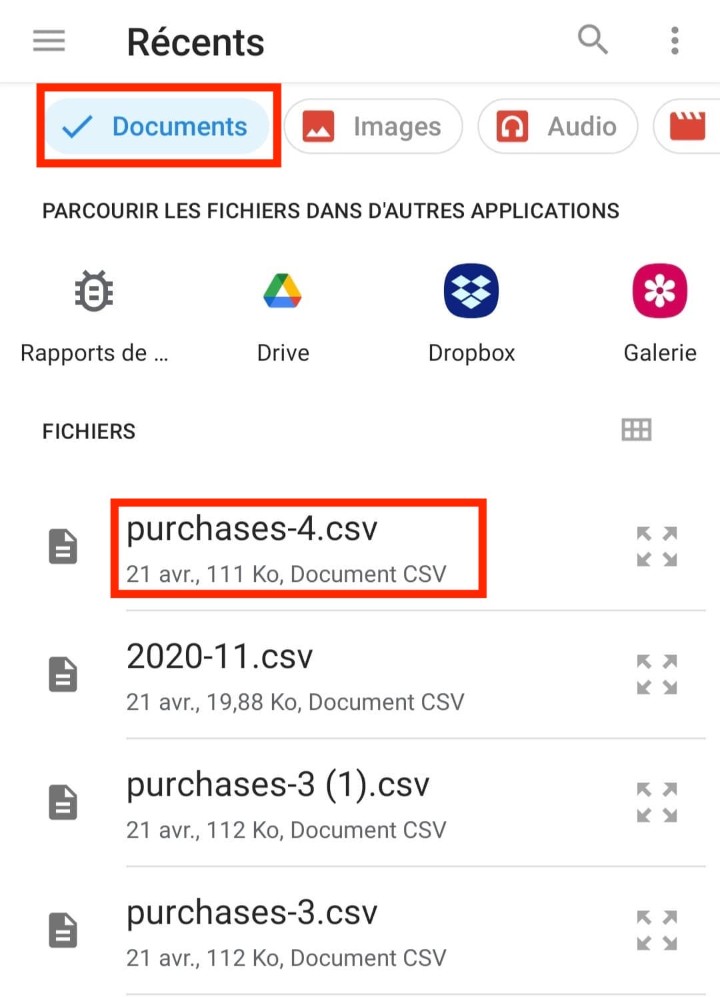 Récents
Documents
Images
Audio
PARCOURIR LES FICHIERS DANS D'AUTRES APPLICATIONS
Rapports de ...
Drive
Dropbox
Galerie
FICHIERS
purchases-4.csv
21 avr., 111 Ko, Document CSV
2020-11.csv
21 avr., 19,88 Ko, Document CSV
purchases-3 (1).csv
21 avr., 112 Ko, Document CSV
purchases-3.csv
21 avr., 112 Ko, Document CSV